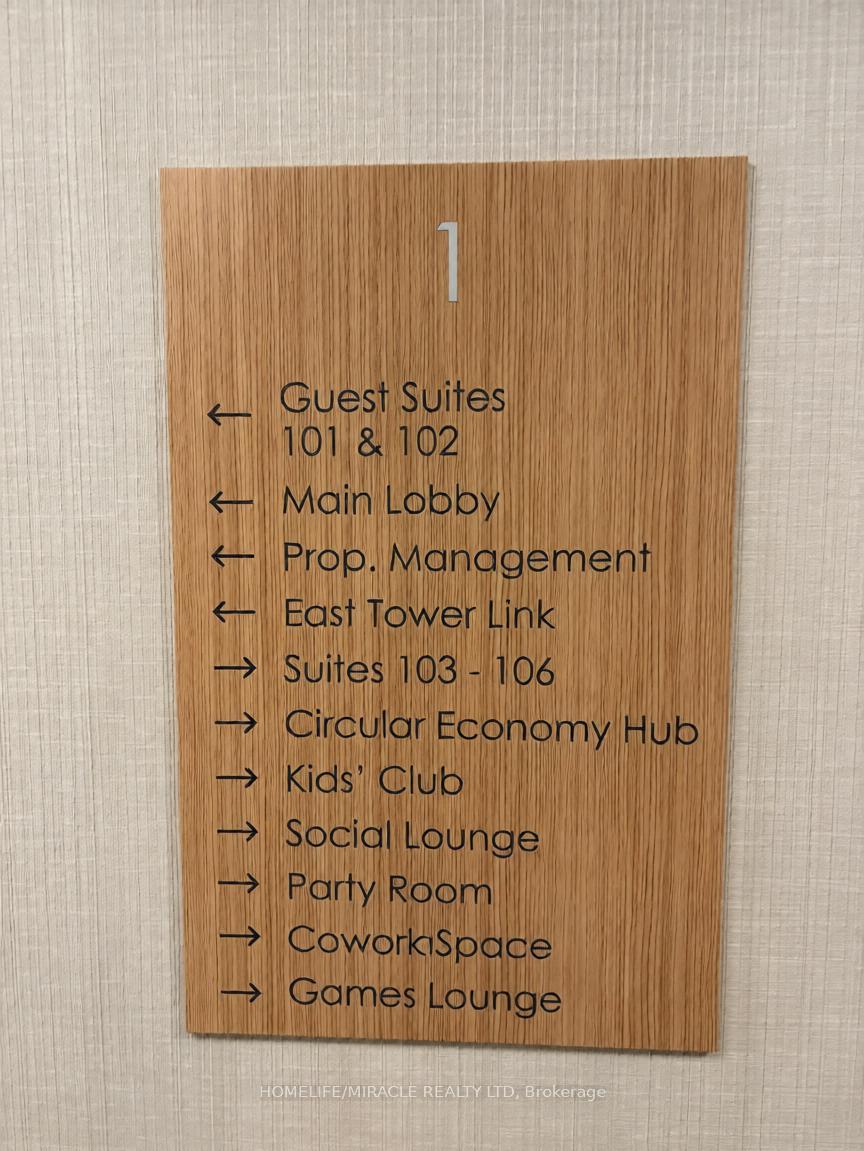 1
← Guest Suites
101 & 102
← Main Lobby
← Prop. Management
← East Tower Link
→ Suites 103 - 106
→ Circular Economy Hub
→ Kids’ Club
→ Social Lounge
→ Party Room
→ CoworkıSpace
→ Games Lounge
HOMELIFE/MIRACLE REALTY LTD, Brokerage